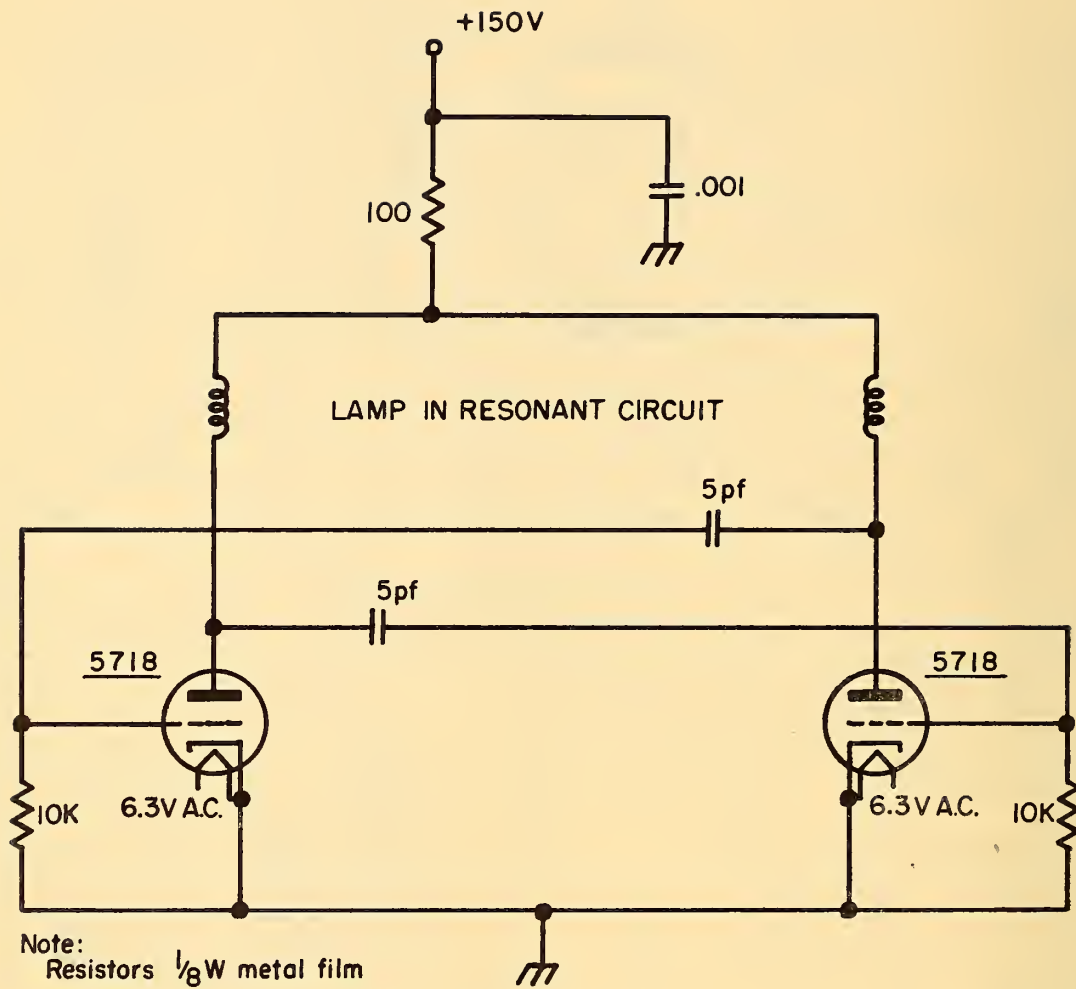 +150V
100
.001
LAMP IN RESONANT CIRCUIT
5pf
5pf
5718
5718
10K
6.3V A.C.
6.3V A.C.
10K
Note:
Resistors 1/8W metal film